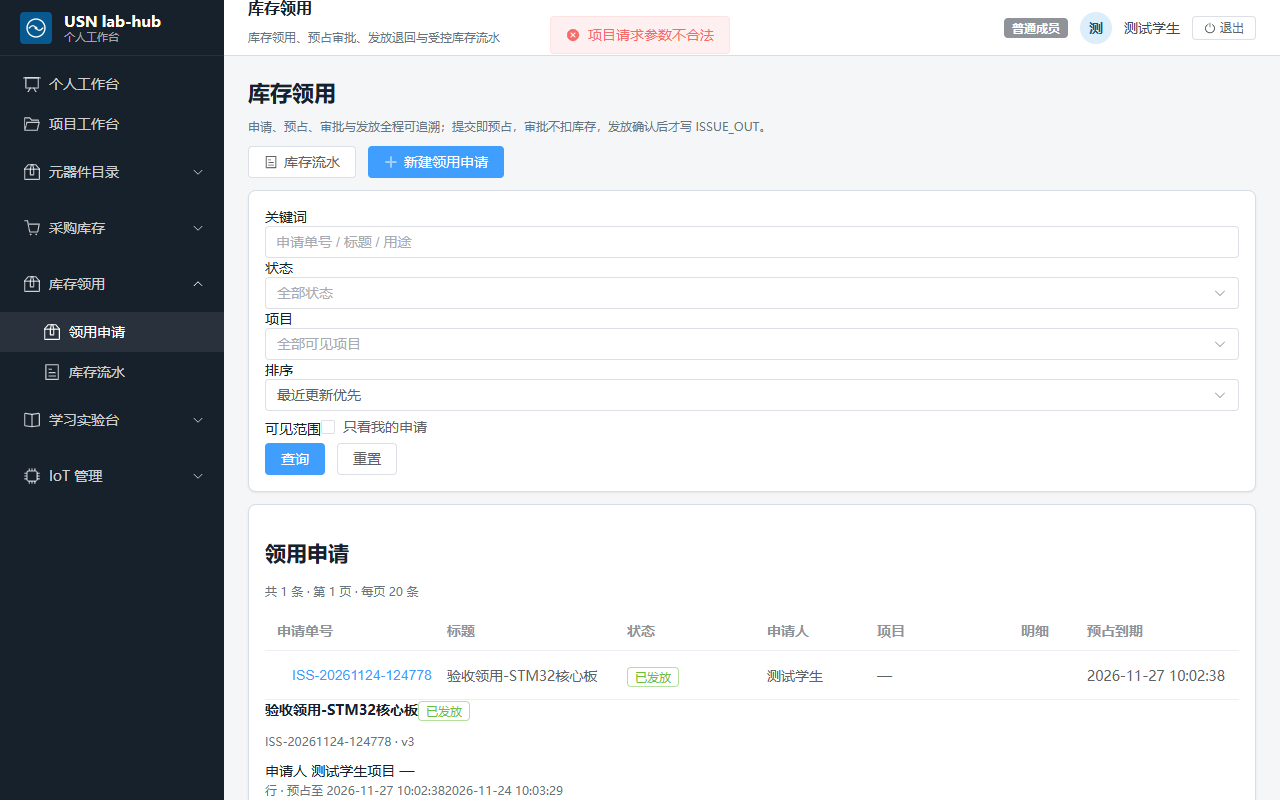 USN lab-hub
个人工作台
个人工作台
项目工作台
元器件目录
采购库存
库存领用
领用申请
库存流水
学习实验台
IoT 管理
库存领用
库存领用、预占审批、发放退回与受控库存流水
项目请求参数不合法
普通成员
测
测试学生
退出
库存领用
申请、预占、审批与发放全程可追溯；提交即预占，审批不扣库存，发放确认后才写 ISSUE_OUT。
库存流水
新建领用申请
关键词
申请单号 / 标题 / 用途
状态
全部状态
项目
全部可见项目
排序
最近更新优先
可见范围 只看我的申请
查询 重置
领用申请
共 1 条 · 第 1 页 · 每页 20 条
申请单号 标题 状态 申请人 项目 明细 预占到期
ISS-20261124-124778 验收领用-STM32核心板 已发放 测试学生 — 2026-11-27 10:02:38
验收领用-STM32核心板 已发放
ISS-20261124-124778 · v3
申请人 测试学生项目 —
行 · 预占至 2026-11-27 10:02:382026-11-24 10:03:29